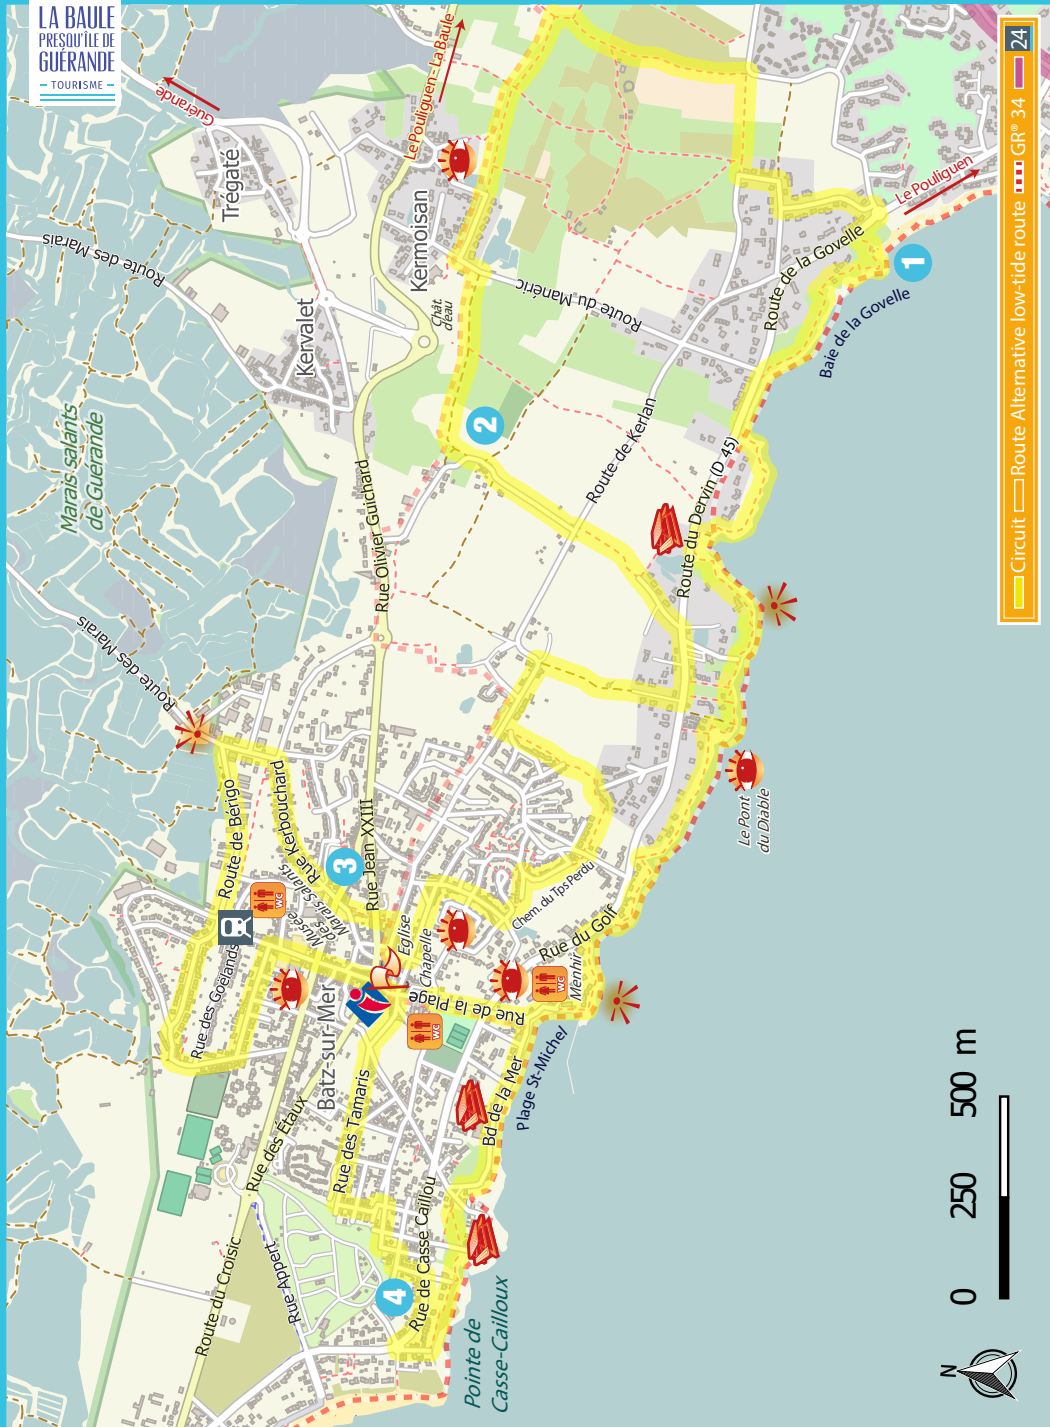 LA BAULE
PRESQU'ÎLE DE
GUÉRANDE
- TOURISME -
Guérande
Le Pouliguen - La Baule
Trégaté
Route des Marais
Kermoisan
Kervalet
Chât.
d'eau
Route du Manéric
Le Pouliguen
Route de la Govelle
1
Baie de la Govelle
Marais salants
de Guérande
2
Route de Kerlan
Rue Olivier Guichard
Route du Dervin (D 45)
Route des Marais
Route de Bérigo
Rue Kerbouchard
3
Rue Jean XXIII
Musée
des
Marais Salants
WC
Le Pont
du Diable
Chem. du Tps Perdu
Rue du Golf
Eglise
Chapelle
Menhir
WC
Rue des Goélands
Batz-sur-Mer
Rue de la Plage
WC
Plage St-Michel
Bd de la Mer
Rue des Tamaris
Rue des Étaux
Rue de Casse Caillou
Route du Croisic
Rue Appert
4
Pointe de
Casse-Cailloux
Circuit
Route Alternative low-tide route
GR® 34
24
0 250 500 m
N